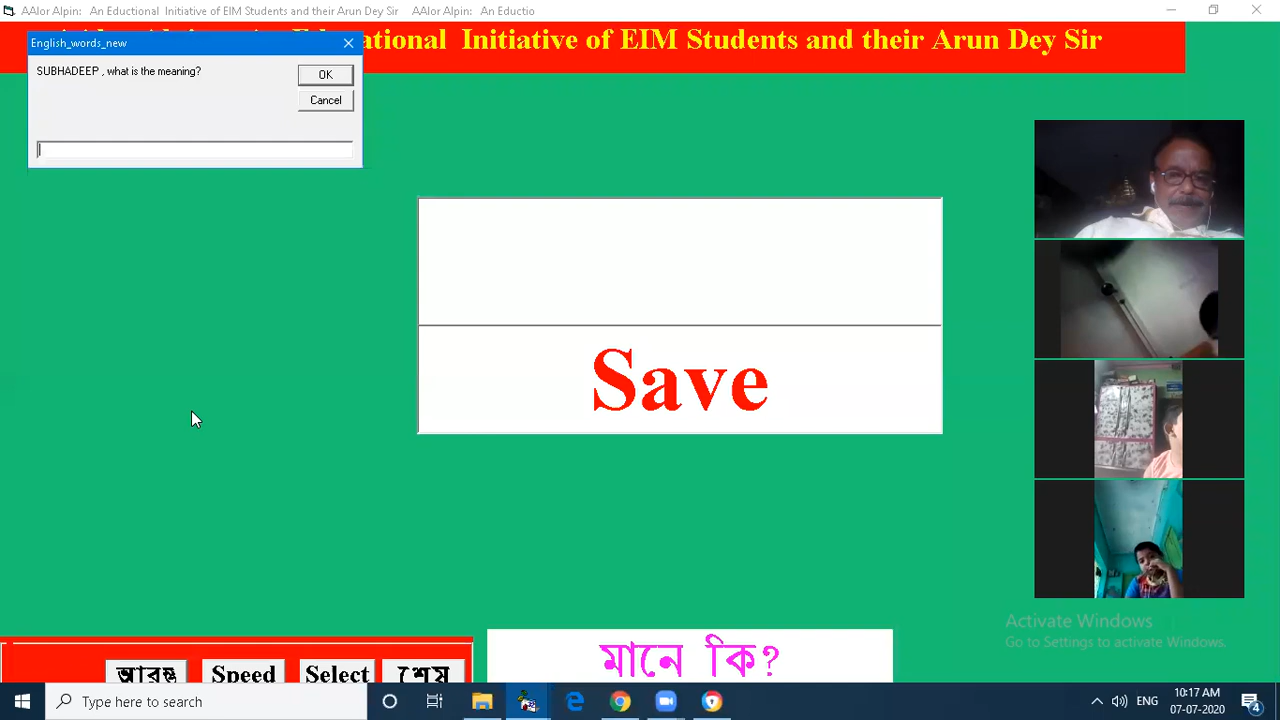 AAlor Alpin: An Eductional Initiative of EIM Students and their Arun Dey Sir AAlor Alpin: An Eductio
ational Initiative of EIM Students and their Arun Dey Sir
English_words_new
SUBHADEEP , what is the meaning?
OK
Cancel
Save
Activate Windows
Go to Settings to activate Windows.
মানে কি?
আরম্ভ Speed Select শেষ
Type here to search
ENG
10:17 AM
07-07-2020
4